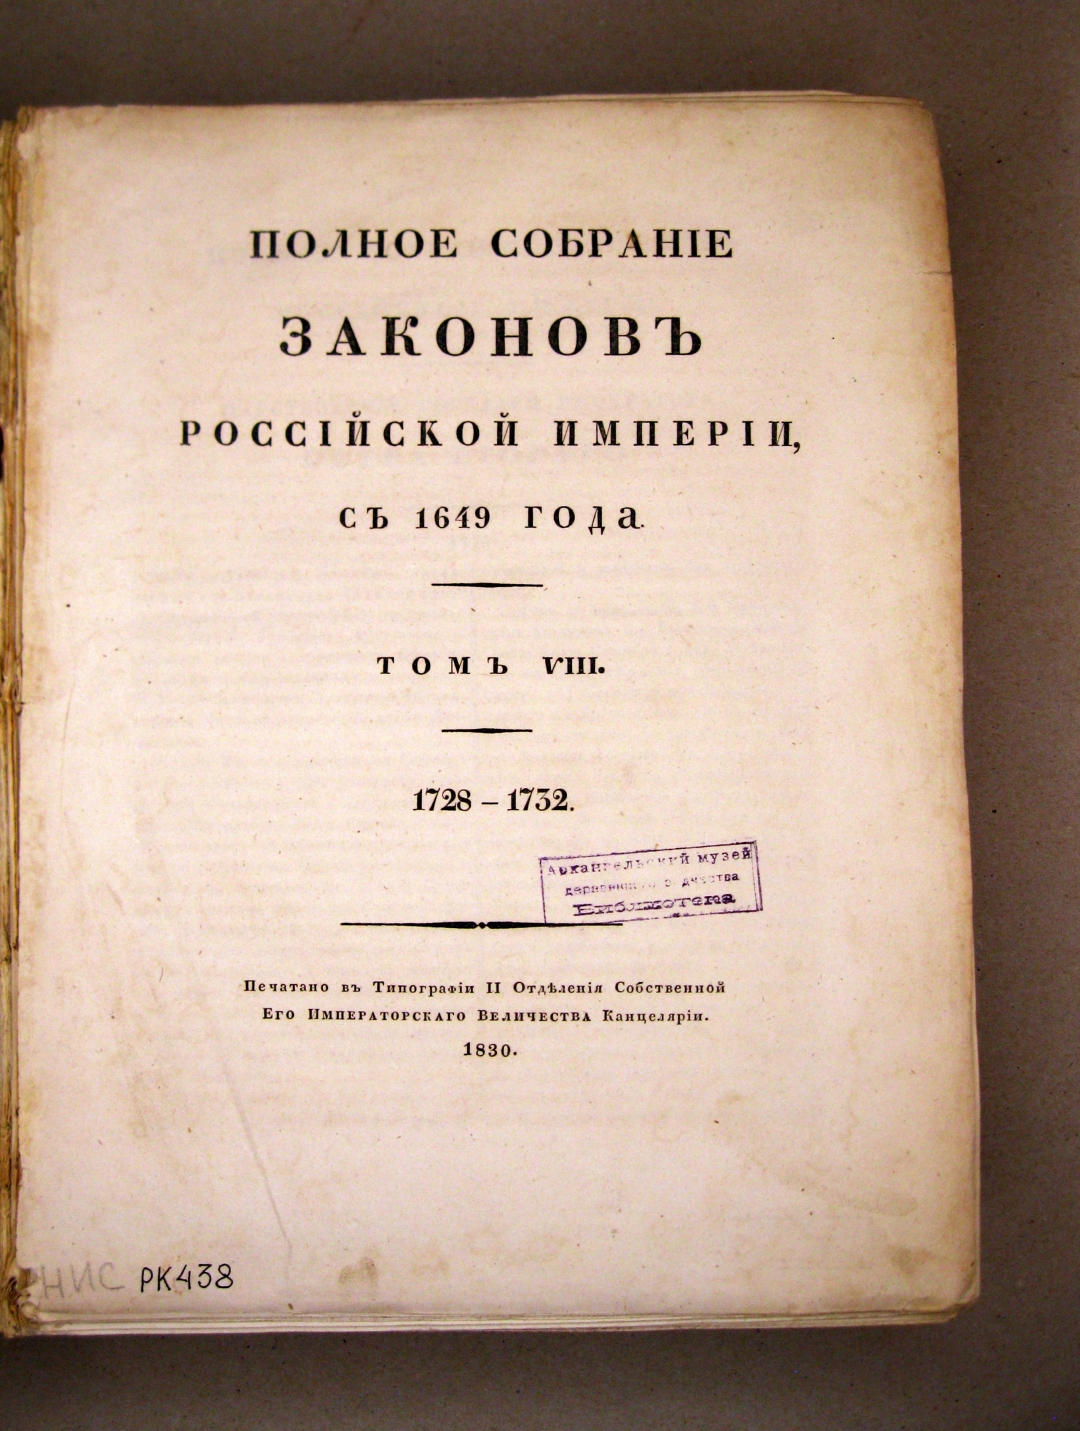 ПОЛНОЕ СОБРАНІЕ
ЗАКОНОВЪ
РОССІЙСКОЙ ИМПЕРІИ,
СЪ 1649 ГОДа.
ТОМЪ VIII.
1728 – 1732.
Архангельский музей
Библиотека
Печатано въ Типографіи II Отдѣленія Собственной
Его ИМПЕРАТОРСКАГО ВЕЛИЧЕСТВА Канцеляріи.
1830.
НИС РК438